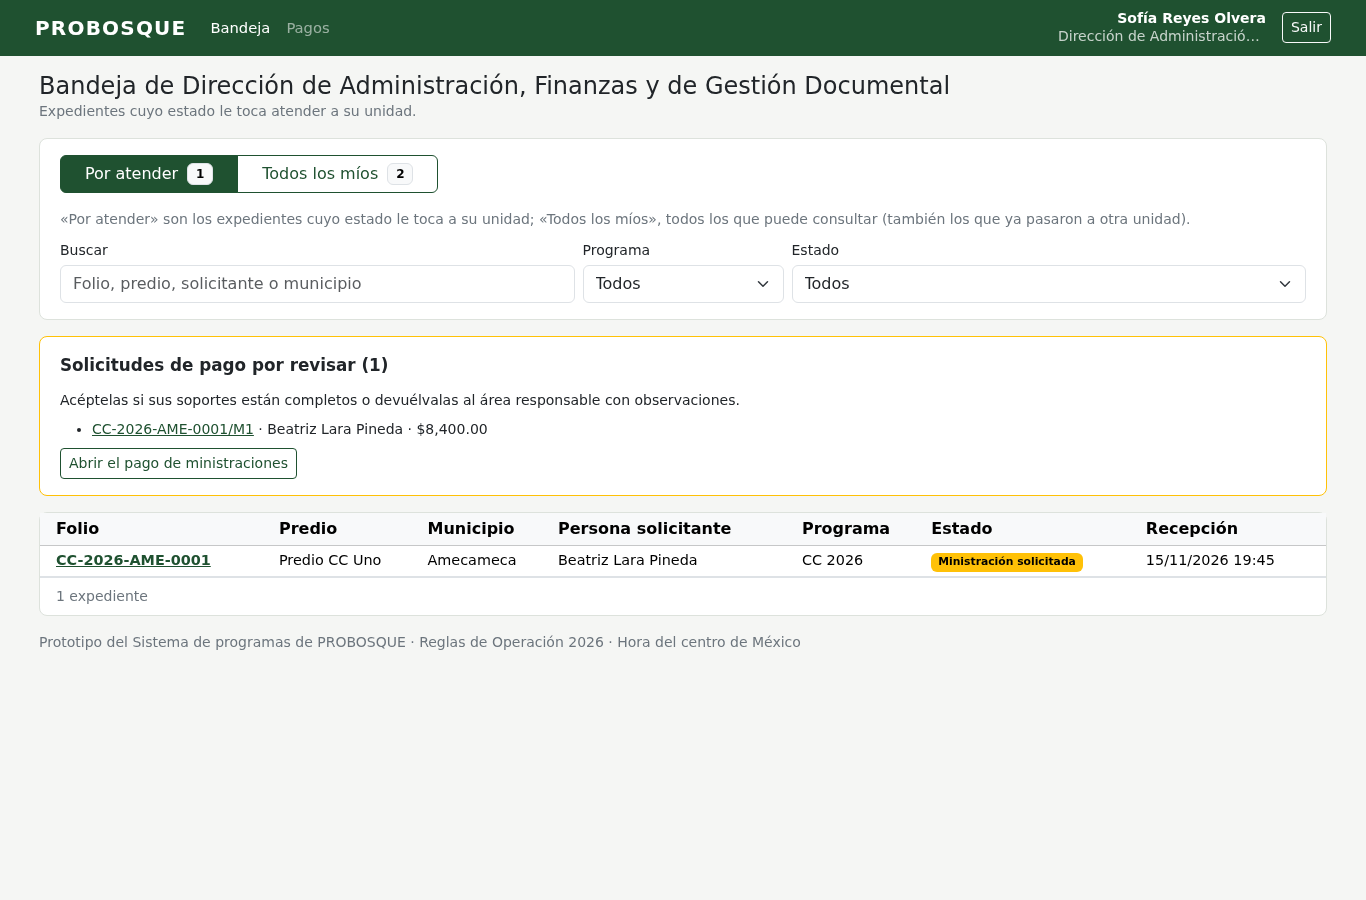 PROBOSQUE Bandeja Pagos
Sofía Reyes Olvera
Dirección de Administració…
Salir
Bandeja de Dirección de Administración, Finanzas y de Gestión Documental
Expedientes cuyo estado le toca atender a su unidad.
Por atender 1 Todos los míos 2
«Por atender» son los expedientes cuyo estado le toca a su unidad; «Todos los míos», todos los que puede consultar (también los que ya pasaron a otra unidad).
Buscar Programa Estado
Folio, predio, solicitante o municipio Todos Todos
Solicitudes de pago por revisar (1)
Acéptelas si sus soportes están completos o devuélvalas al área responsable con observaciones.
• CC-2026-AME-0001/M1 · Beatriz Lara Pineda · $8,400.00
Abrir el pago de ministraciones
Folio Predio Municipio Persona solicitante Programa Estado Recepción
CC-2026-AME-0001 Predio CC Uno Amecameca Beatriz Lara Pineda CC 2026 Ministración solicitada 15/11/2026 19:45
1 expediente
Prototipo del Sistema de programas de PROBOSQUE · Reglas de Operación 2026 · Hora del centro de México